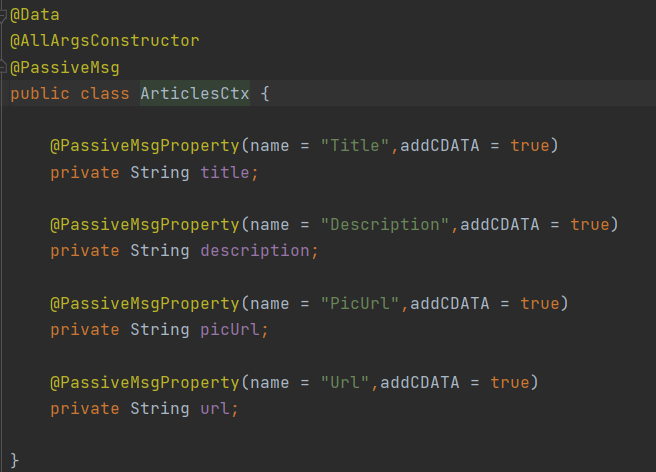 @Data
@AllArgsConstructor
@PassiveMsg
public class ArticlesCtx {
@PassiveMsgProperty(name = "Title",addCDATA = true)
private String title;
@PassiveMsgProperty(name = "Description",addCDATA = true)
private String description;
@PassiveMsgProperty(name = "PicUrl",addCDATA = true)
private String picUrl;
@PassiveMsgProperty(name = "Url",addCDATA = true)
private String url;
}